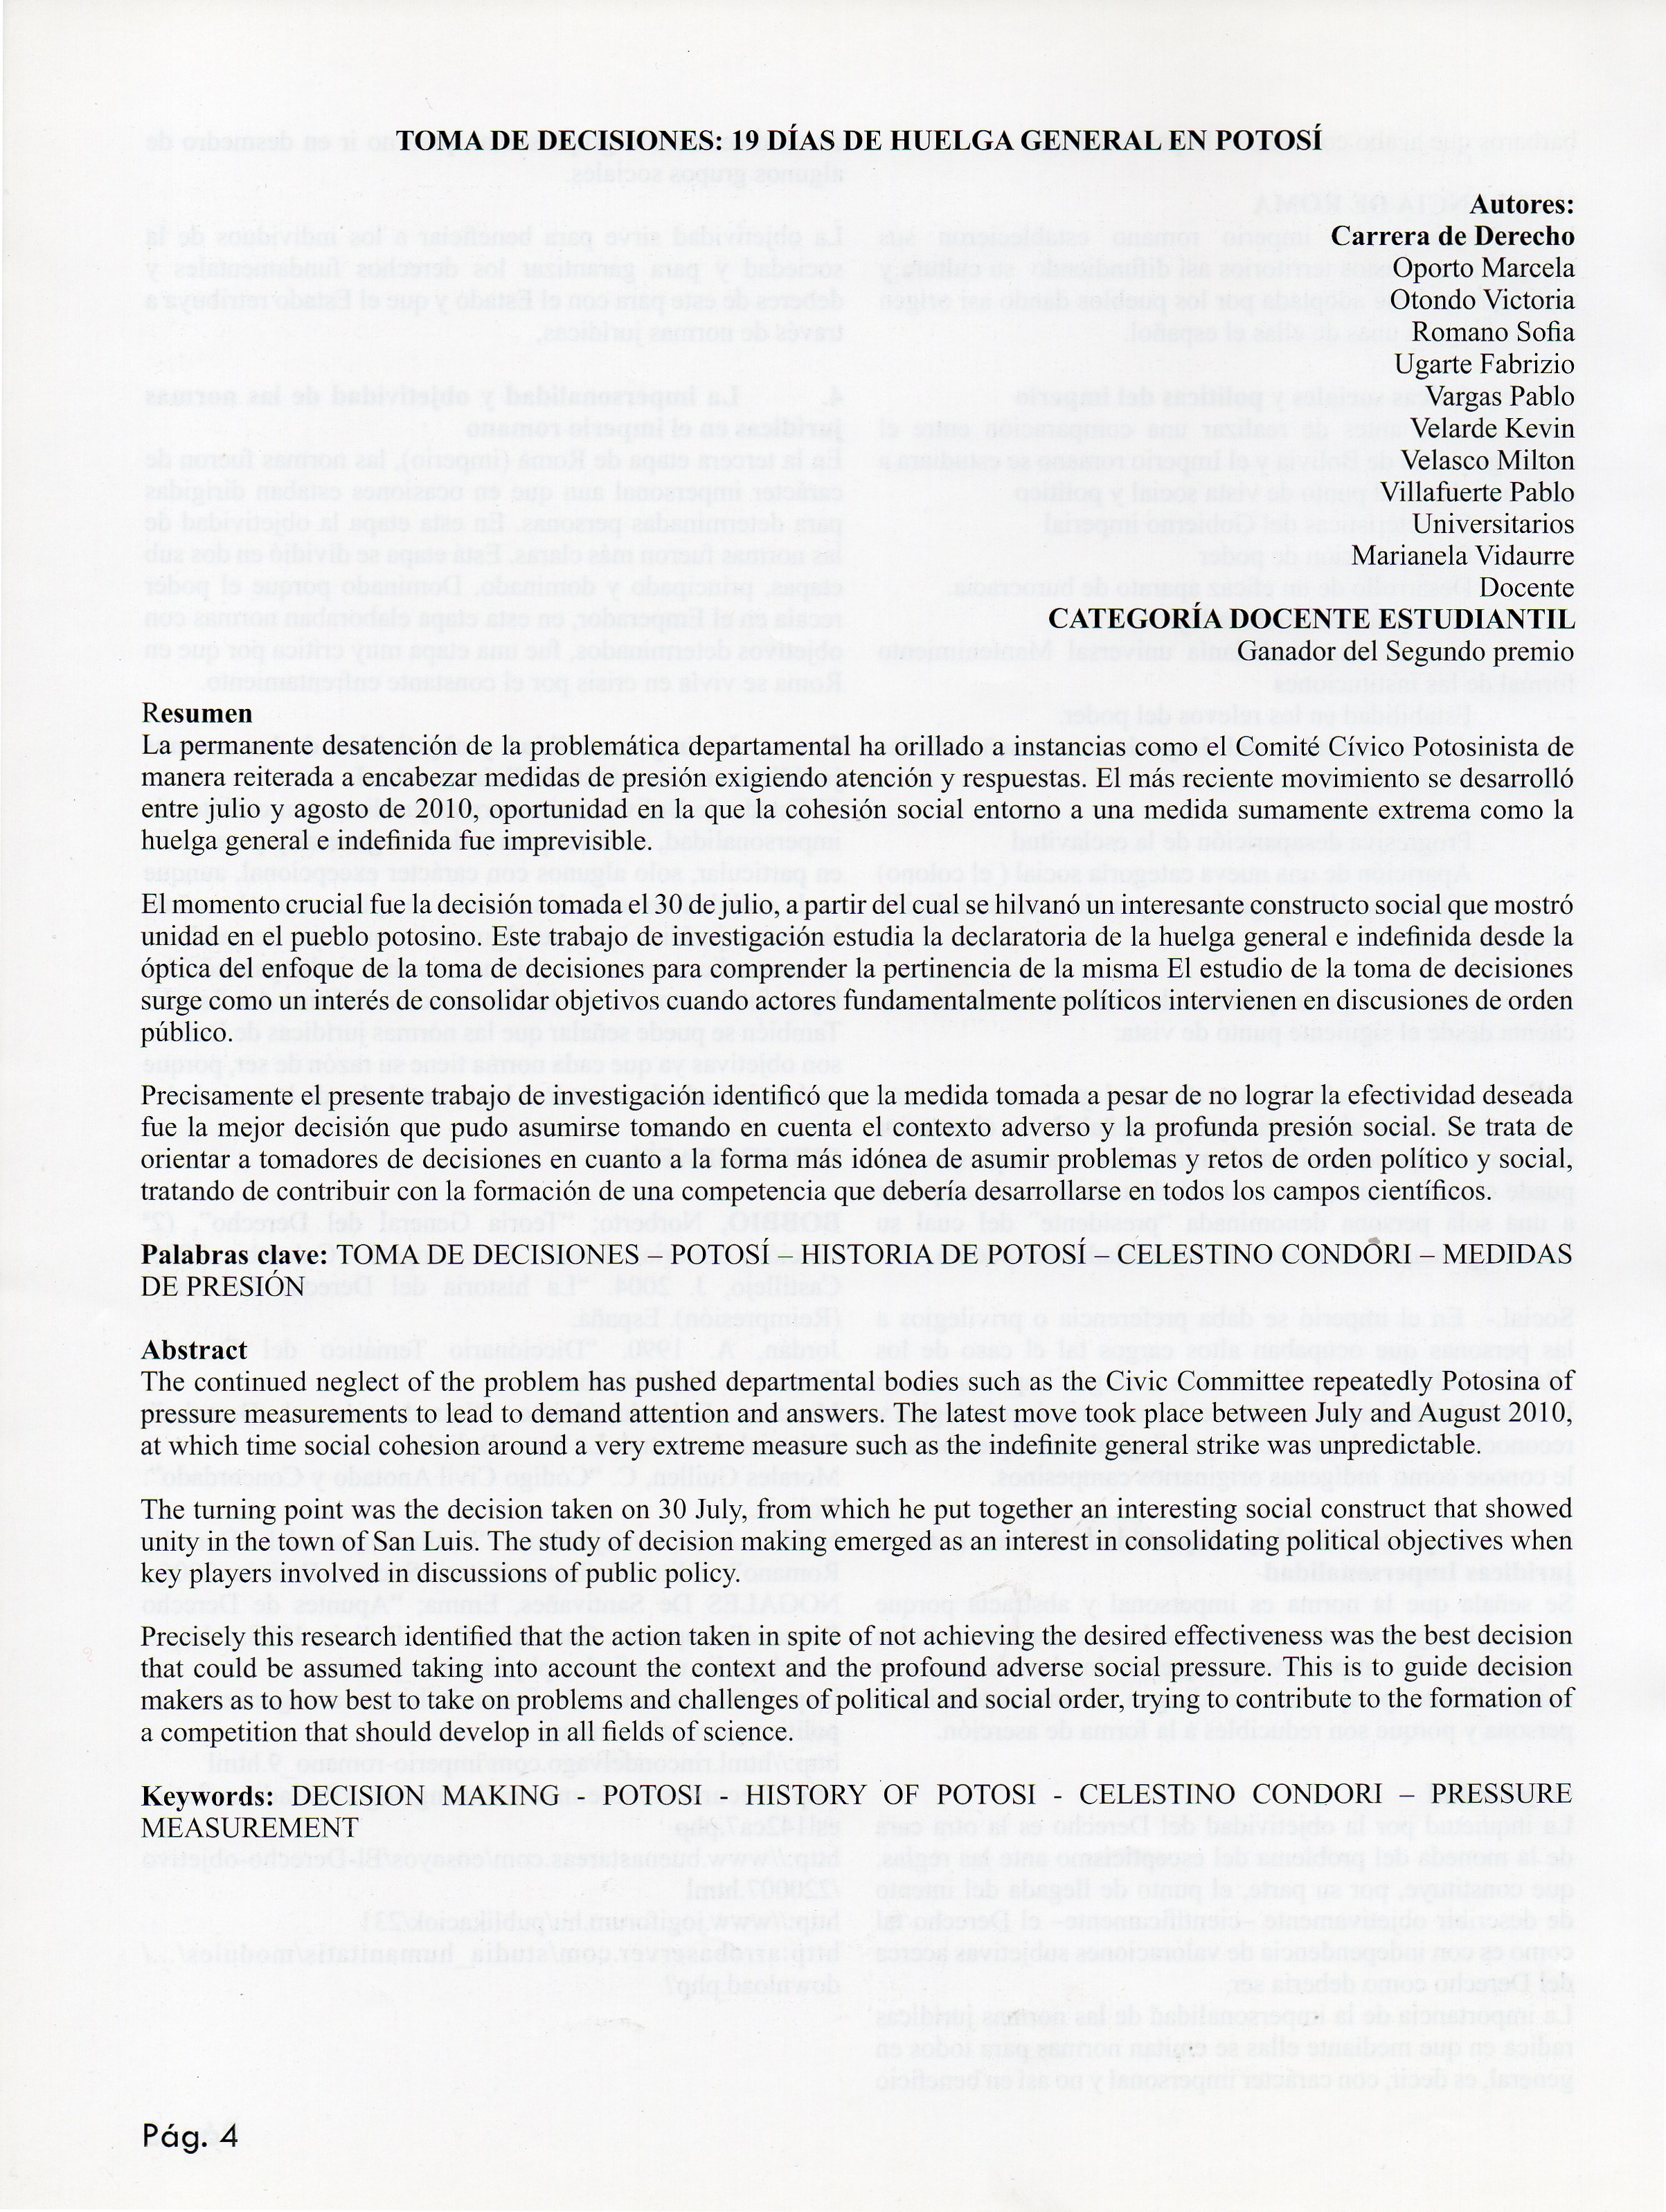 TOMA DE DECISIONES: 19 DÍAS DE HUELGA GENERAL EN POTOSÍ
Autores:
Carrera de Derecho
Oporto Marcela
Otondo Victoria
Romano Sofia
Ugarte Fabrizio
Vargas Pablo
Velarde Kevin
Velasco Milton
Villafuerte Pablo
Universitarios
Marianela Vidaurre
Docente
CATEGORÍA DOCENTE ESTUDIANTIL
Ganador del Segundo premio
Resumen
La permanente desatención de la problemática departamental ha orillado a instancias como el Comité Cívico Potosinista de
manera reiterada a encabezar medidas de presión exigiendo atención y respuestas. El más reciente movimiento se desarrolló
entre julio y agosto de 2010, oportunidad en la que la cohesión social entorno a una medida sumamente extrema como la
huelga general e indefinida fue imprevisible.
El momento crucial fue la decisión tomada el 30 de julio, a partir del cual se hilvanó un interesante constructo social que mostró
unidad en el pueblo potosino. Este trabajo de investigación estudia la declaratoria de la huelga general e indefinida desde la
óptica del enfoque de la toma de decisiones para comprender la pertinencia de la misma El estudio de la toma de decisiones
surge como un interés de consolidar objetivos cuando actores fundamentalmente políticos intervienen en discusiones de orden
público.
Precisamente el presente trabajo de investigación identificó que la medida tomada a pesar de no lograr la efectividad deseada
fue la mejor decisión que pudo asumirse tomando en cuenta el contexto adverso y la profunda presión social. Se trata de
orientar a tomadores de decisiones en cuanto a la forma más idónea de asumir problemas y retos de orden político y social,
tratando de contribuir con la formación de una competencia que debería desarrollarse en todos los campos científicos.
Palabras clave: TOMA DE DECISIONES – POTOSÍ – HISTORIA DE POTOSÍ – CELESTINO CONDORI – MEDIDAS
DE PRESIÓN
Abstract
The continued neglect of the problem has pushed departmental bodies such as the Civic Committee repeatedly Potosina of
pressure measurements to lead to demand attention and answers. The latest move took place between July and August 2010,
at which time social cohesion around a very extreme measure such as the indefinite general strike was unpredictable.
The turning point was the decision taken on 30 July, from which he put together an interesting social construct that showed
unity in the town of San Luis. The study of decision making emerged as an interest in consolidating political objectives when
key players involved in discussions of public policy.
Precisely this research identified that the action taken in spite of not achieving the desired effectiveness was the best decision
that could be assumed taking into account the context and the profound adverse social pressure. This is to guide decision
makers as to how best to take on problems and challenges of political and social order, trying to contribute to the formation of
a competition that should develop in all fields of science.
Keywords: DECISION MAKING - POTOSI - HISTORY OF POTOSI - CELESTINO CONDORI – PRESSURE
MEASUREMENT
Pág. 4